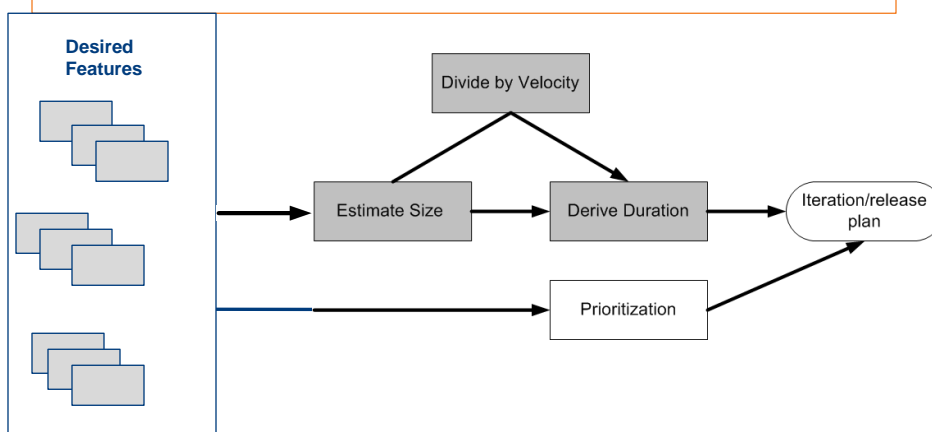 Desired
Features
Divide by Velocity
Estimate Size
Derive Duration
Iteration/release
plan
Prioritization